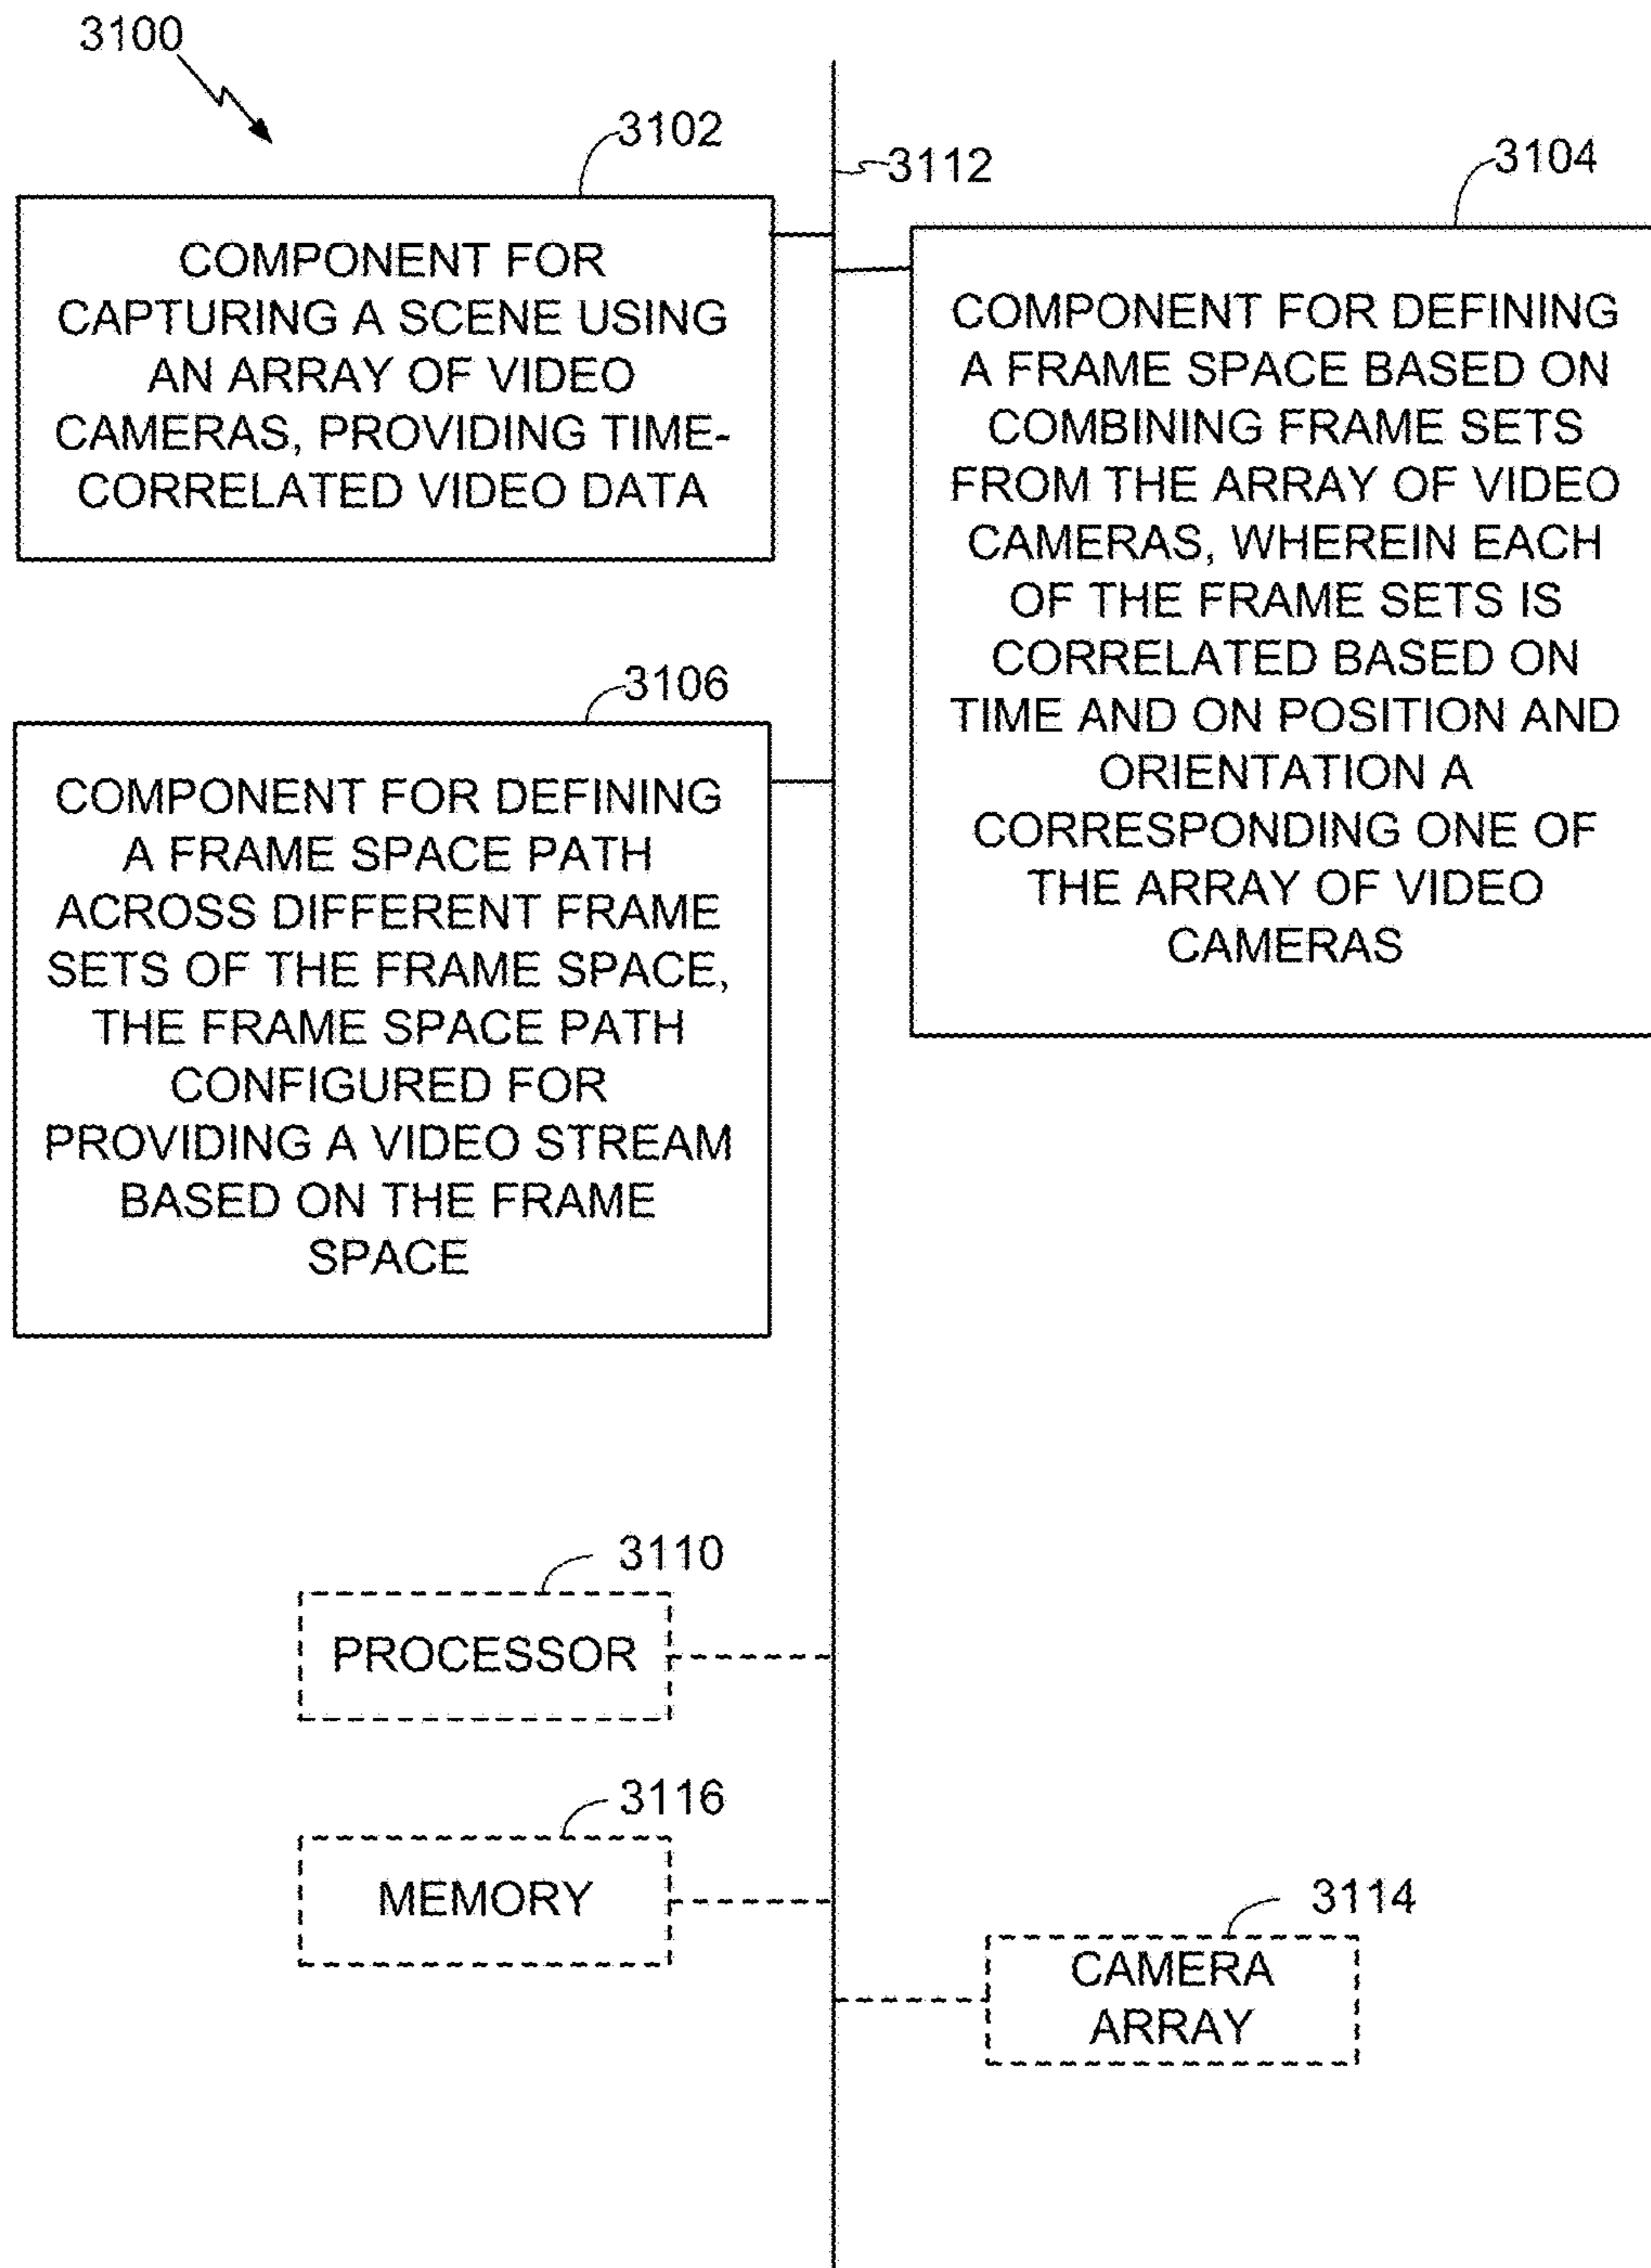 3100
3102
3112
3104
COMPONENT FOR
CAPTURING A SCENE USING
AN ARRAY OF VIDEO
CAMERAS, PROVIDING TIME-
CORRELATED VIDEO DATA
COMPONENT FOR DEFINING
A FRAME SPACE BASED ON
COMBINING FRAME SETS
FROM THE ARRAY OF VIDEO
CAMERAS, WHEREIN EACH
OF THE FRAME SETS IS
CORRELATED BASED ON
TIME AND ON POSITION AND
ORIENTATION A
CORRESPONDING ONE OF
THE ARRAY OF VIDEO
CAMERAS
3106
COMPONENT FOR DEFINING
A FRAME SPACE PATH
ACROSS DIFFERENT FRAME
SETS OF THE FRAME SPACE,
THE FRAME SPACE PATH
CONFIGURED FOR
PROVIDING A VIDEO STREAM
BASED ON THE FRAME
SPACE
3110
PROCESSOR
3116
MEMORY
3114
CAMERA
ARRAY